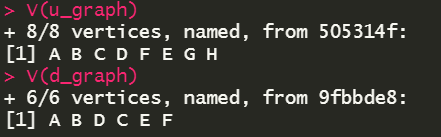 > V(u_graph)
+ 8/8 vertices, named, from 505314f:
[1] A B C D F E G H
> V(d_graph)
+ 6/6 vertices, named, from 9fbbde8:
[1] A B D C E F